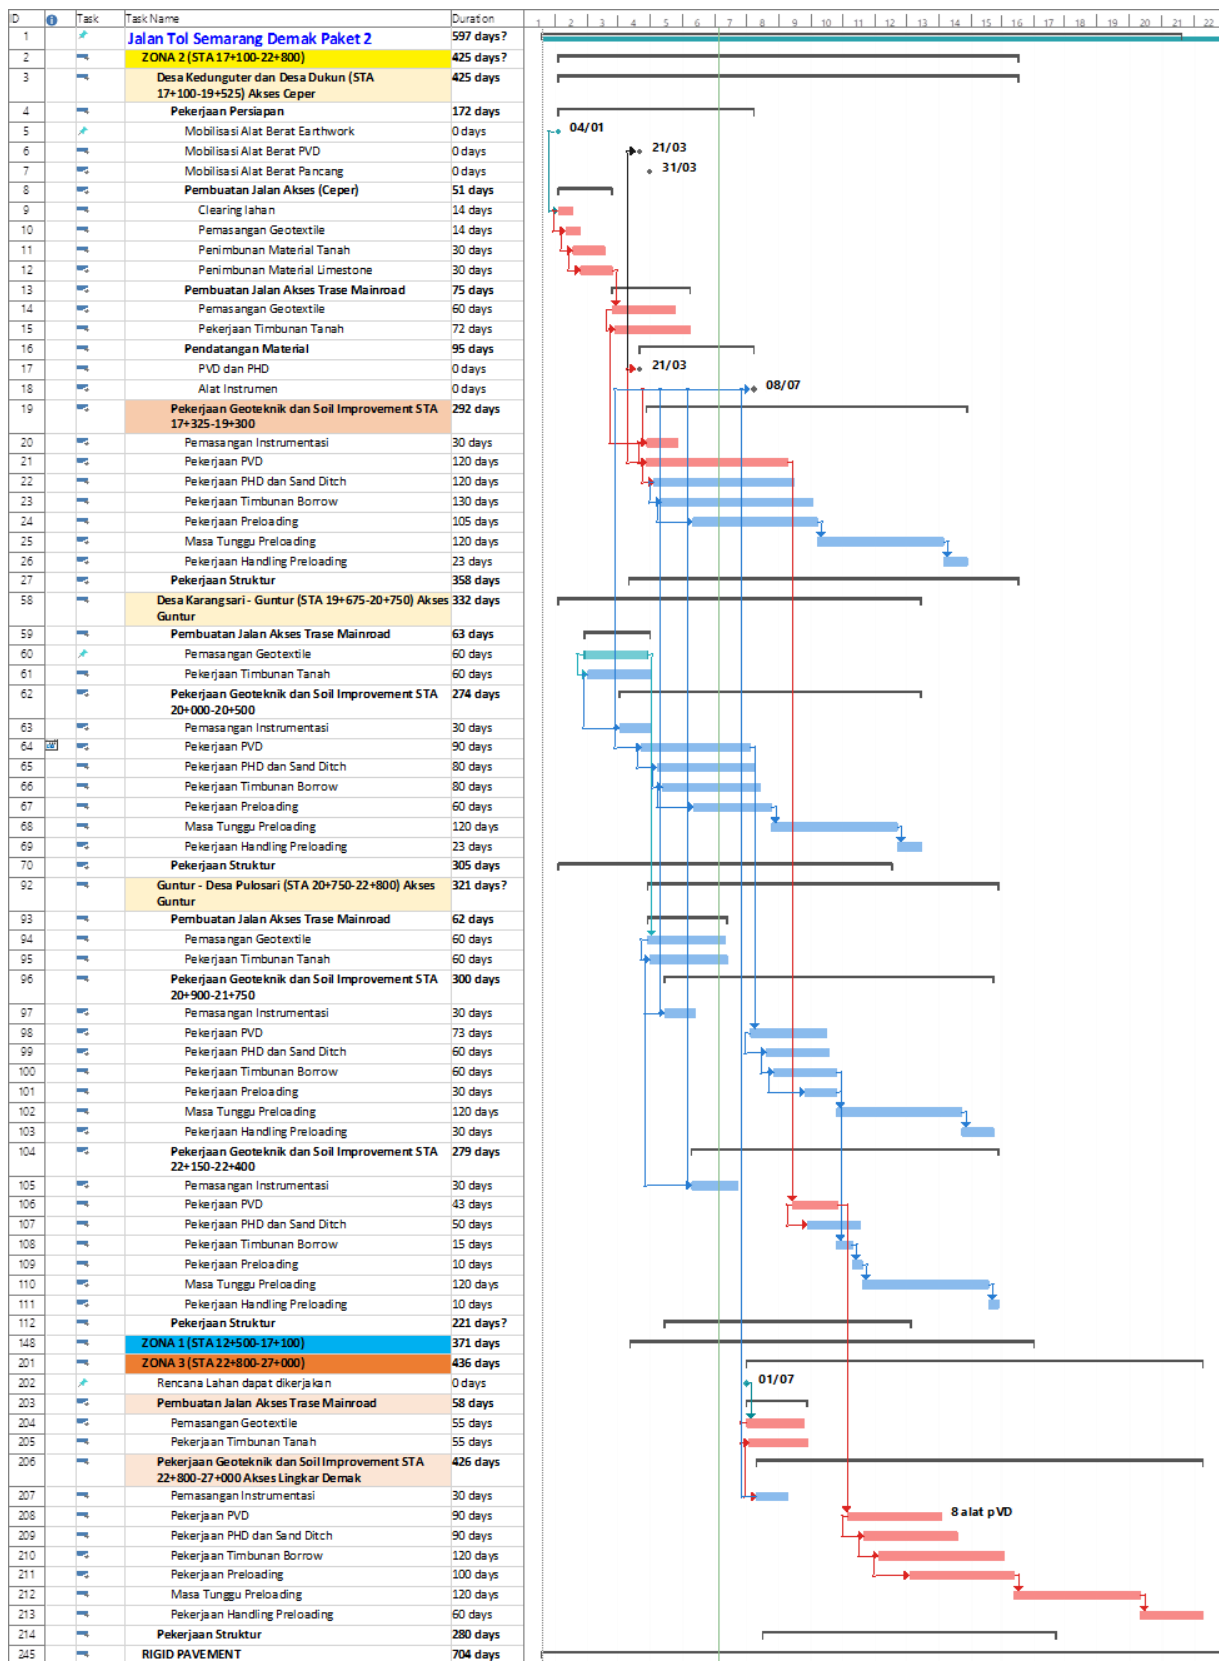 ID Task Task Name Duration 1 2 3 4 5 6 7 8 9 10 11 12 13 14 15 16 17 18 19 20 21 22
1 Jalan Tol Semarang Demak Paket 2 597 days?
2 ZONA 2 (STA 17+100-22+800) 425 days?
3 Desa Kedunguter dan Desa Dukun (STA 425 days
17+100-19+525) Akses Ceper
4 Pekerjaan Persiapan 172 days
5 Mobilisasi Alat Berat Earthwork 0 days 04/01
6 Mobilisasi Alat Berat PVD 0 days 21/03
7 Mobilisasi Alat Berat Pancang 0 days 31/03
8 Pembuatan Jalan Akses (Ceper) 51 days
9 Clearing lahan 14 days
10 Pemasangan Geotextile 14 days
11 Penimbunan Material Tanah 30 days
12 Penimbunan Material Limestone 30 days
13 Pembuatan Jalan Akses Trase Mainroad 75 days
14 Pemasangan Geotextile 60 days
15 Pekerjaan Timbunan Tanah 72 days
16 Pendatangan Material 95 days
17 PVD dan PHD 0 days 21/03
18 Alat Instrumen 0 days 08/07
19 Pekerjaan Geoteknik dan Soil Improvement STA 292 days
17+325-19+300
20 Pemasangan Instrumentasi 30 days
21 Pekerjaan PVD 120 days
22 Pekerjaan PHD dan Sand Ditch 120 days
23 Pekerjaan Timbunan Borrow 130 days
24 Pekerjaan Preloading 105 days
25 Masa Tunggu Preloading 120 days
26 Pekerjaan Handling Preloading 23 days
27 Pekerjaan Struktur 358 days
58 Desa Karangsari - Guntur (STA 19+675-20+750) Akses 332 days
Guntur
59 Pembuatan Jalan Akses Trase Mainroad 63 days
60 Pemasangan Geotextile 60 days
61 Pekerjaan Timbunan Tanah 60 days
62 Pekerjaan Geoteknik dan Soil Improvement STA 274 days
20+000-20+500
63 Pemasangan Instrumentasi 30 days
64 Pekerjaan PVD 90 days
65 Pekerjaan PHD dan Sand Ditch 80 days
66 Pekerjaan Timbunan Borrow 80 days
67 Pekerjaan Preloading 60 days
68 Masa Tunggu Preloading 120 days
69 Pekerjaan Handling Preloading 23 days
70 Pekerjaan Struktur 305 days
92 Guntur - Desa Pulosari (STA 20+750-22+800) Akses 321 days?
Guntur
93 Pembuatan Jalan Akses Trase Mainroad 62 days
94 Pemasangan Geotextile 60 days
95 Pekerjaan Timbunan Tanah 60 days
96 Pekerjaan Geoteknik dan Soil Improvement STA 300 days
20+900-21+750
97 Pemasangan Instrumentasi 30 days
98 Pekerjaan PVD 73 days
99 Pekerjaan PHD dan Sand Ditch 60 days
100 Pekerjaan Timbunan Borrow 60 days
101 Pekerjaan Preloading 30 days
102 Masa Tunggu Preloading 120 days
103 Pekerjaan Handling Preloading 30 days
104 Pekerjaan Geoteknik dan Soil Improvement STA 279 days
22+150-22+400
105 Pemasangan Instrumentasi 30 days
106 Pekerjaan PVD 43 days
107 Pekerjaan PHD dan Sand Ditch 50 days
108 Pekerjaan Timbunan Borrow 15 days
109 Pekerjaan Preloading 10 days
110 Masa Tunggu Preloading 120 days
111 Pekerjaan Handling Preloading 10 days
112 Pekerjaan Struktur 221 days?
148 ZONA 1 (STA 12+500-17+100) 371 days
201 ZONA 3 (STA 22+800-27+000) 436 days
202 Rencana Lahan dapat dikerjakan 0 days 01/07
203 Pembuatan Jalan Akses Trase Mainroad 58 days
204 Pemasangan Geotextile 55 days
205 Pekerjaan Timbunan Tanah 55 days
206 Pekerjaan Geoteknik dan Soil Improvement STA 426 days
22+800-27+000 Akses Lingkar Demak
207 Pemasangan Instrumentasi 30 days
208 Pekerjaan PVD 90 days 8 alat pVD
209 Pekerjaan PHD dan Sand Ditch 90 days
210 Pekerjaan Timbunan Borrow 120 days
211 Pekerjaan Preloading 100 days
212 Masa Tunggu Preloading 120 days
213 Pekerjaan Handling Preloading 60 days
214 Pekerjaan Struktur 280 days
245 RIGID PAVEMENT 704 days